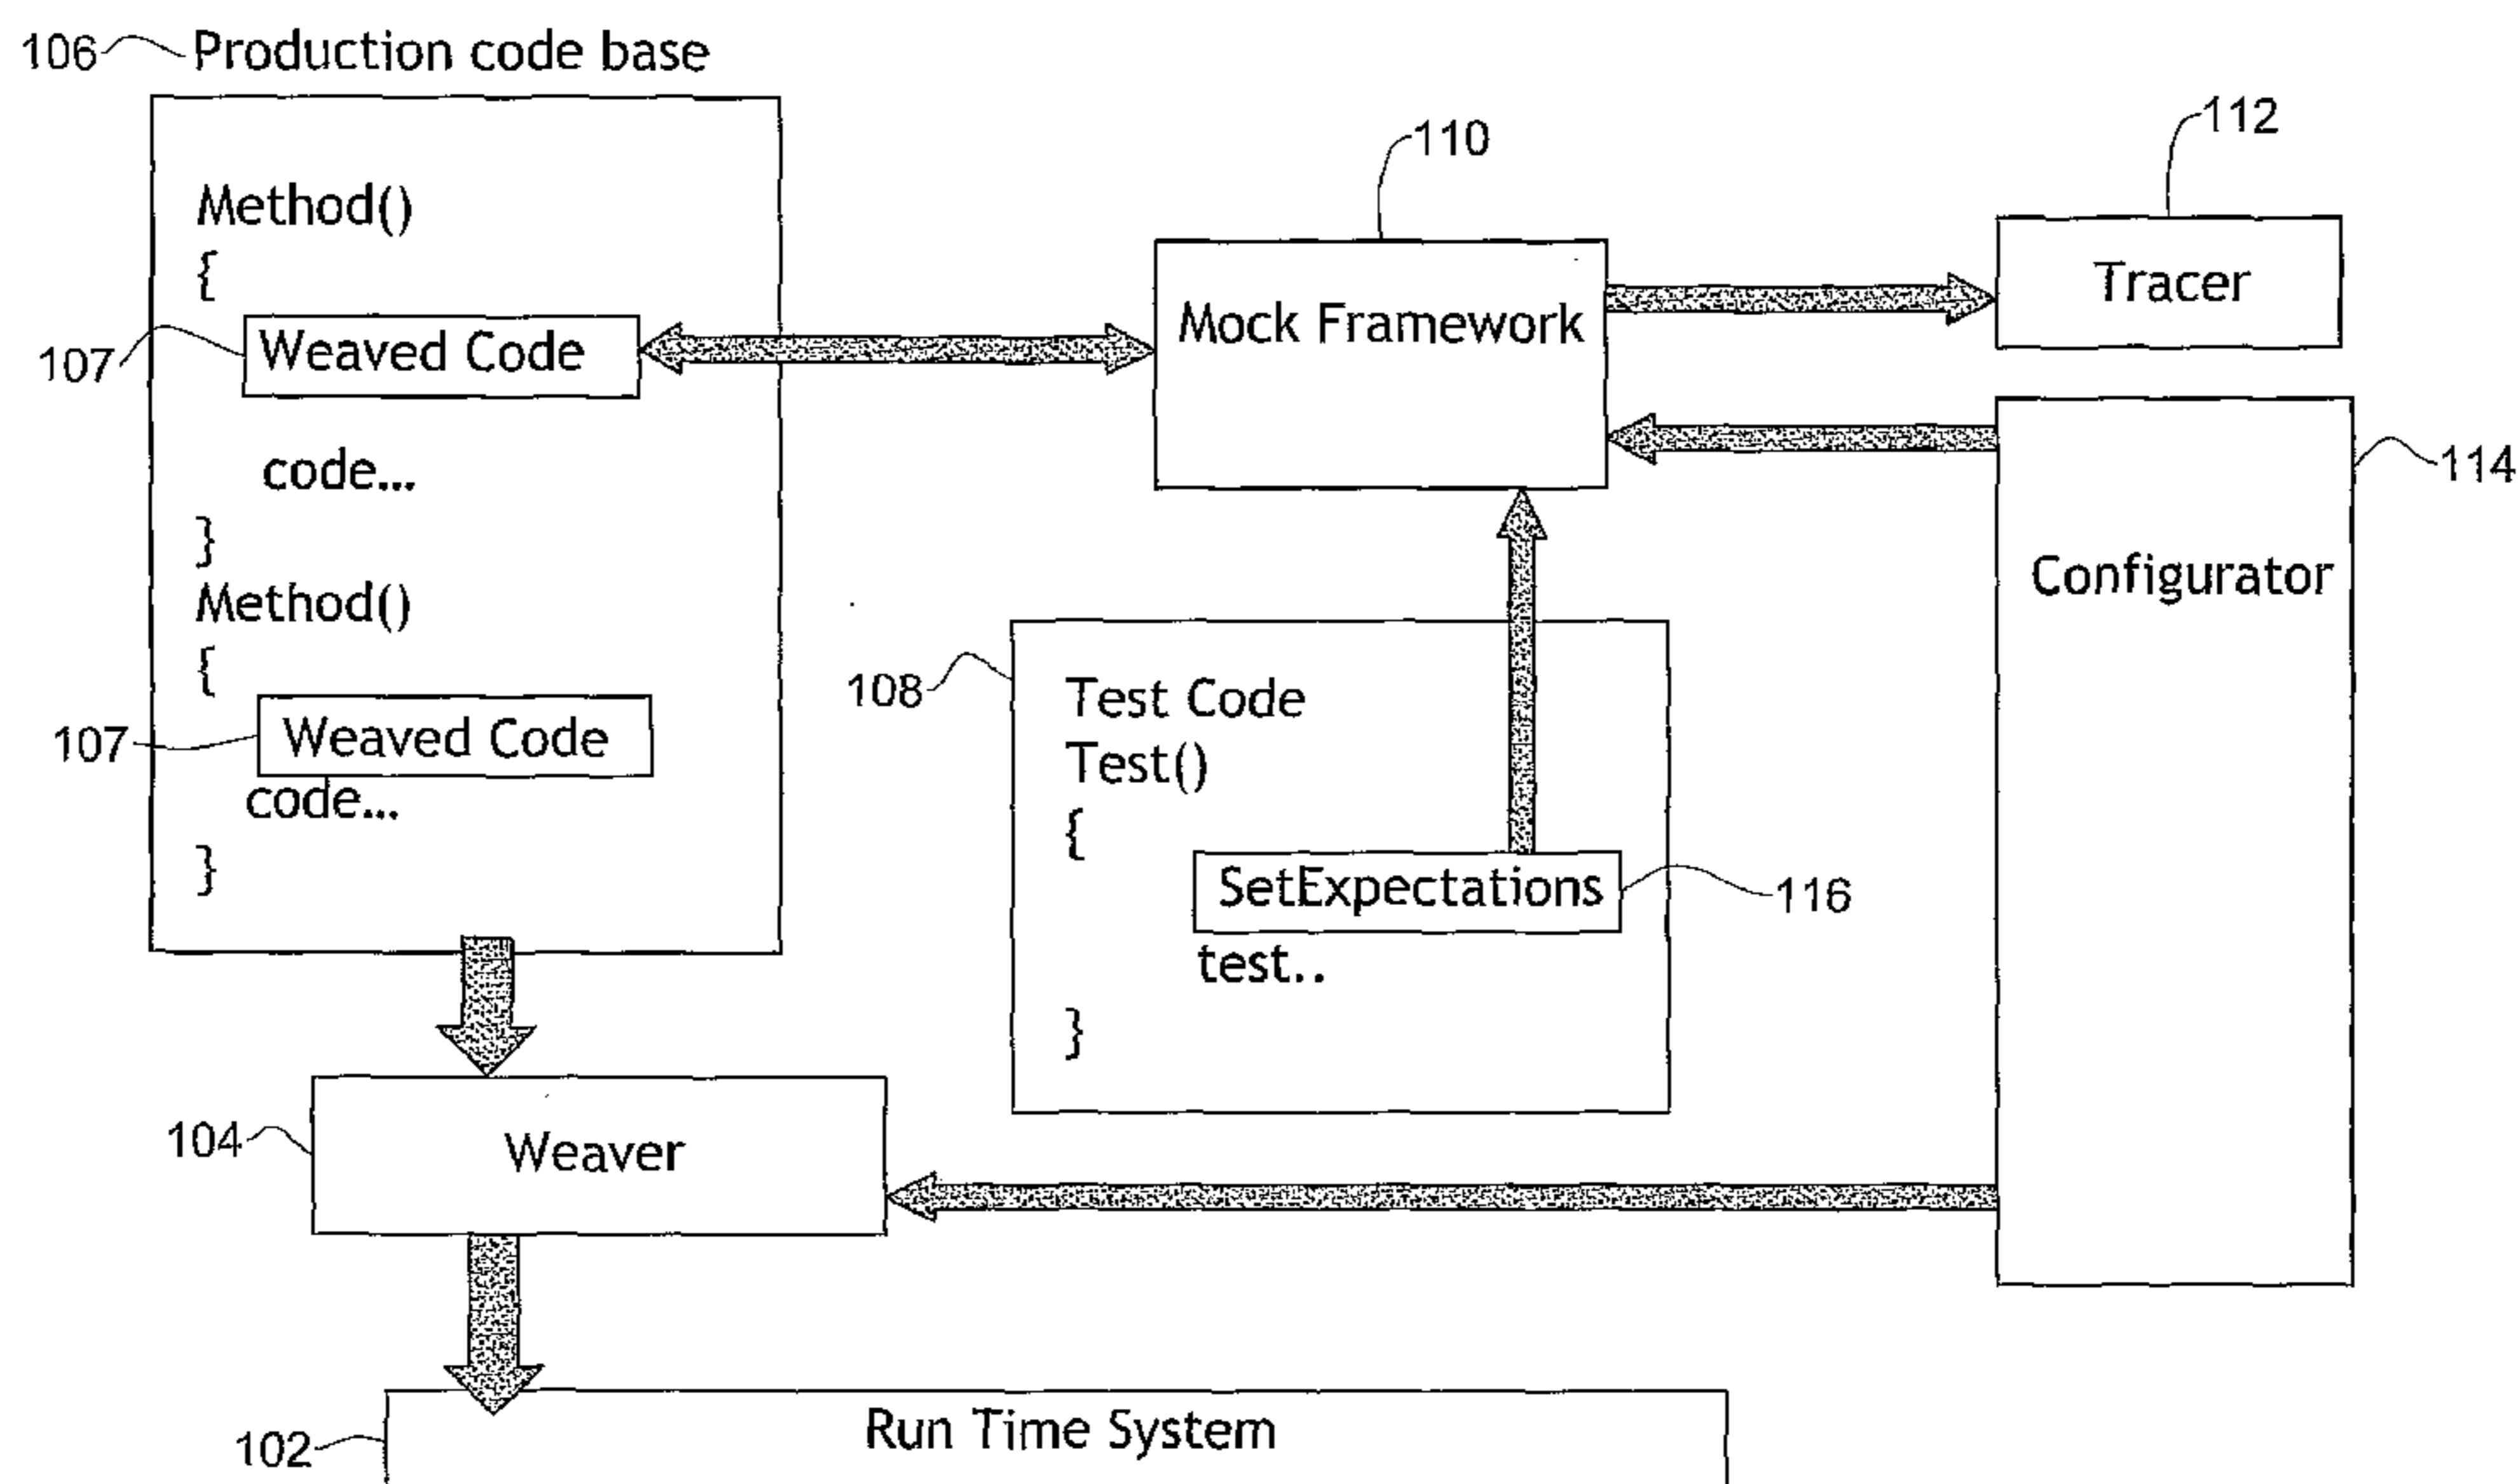 106 Production code base
Method()
{
107 Weaved Code
code...
}
Method()
{
107 Weaved Code
code...
}
110
Mock Framework
112
Tracer
114
Configurator
108
Test Code
Test()
{
SetExpectations 116
test..
}
104 Weaver
102 Run Time System